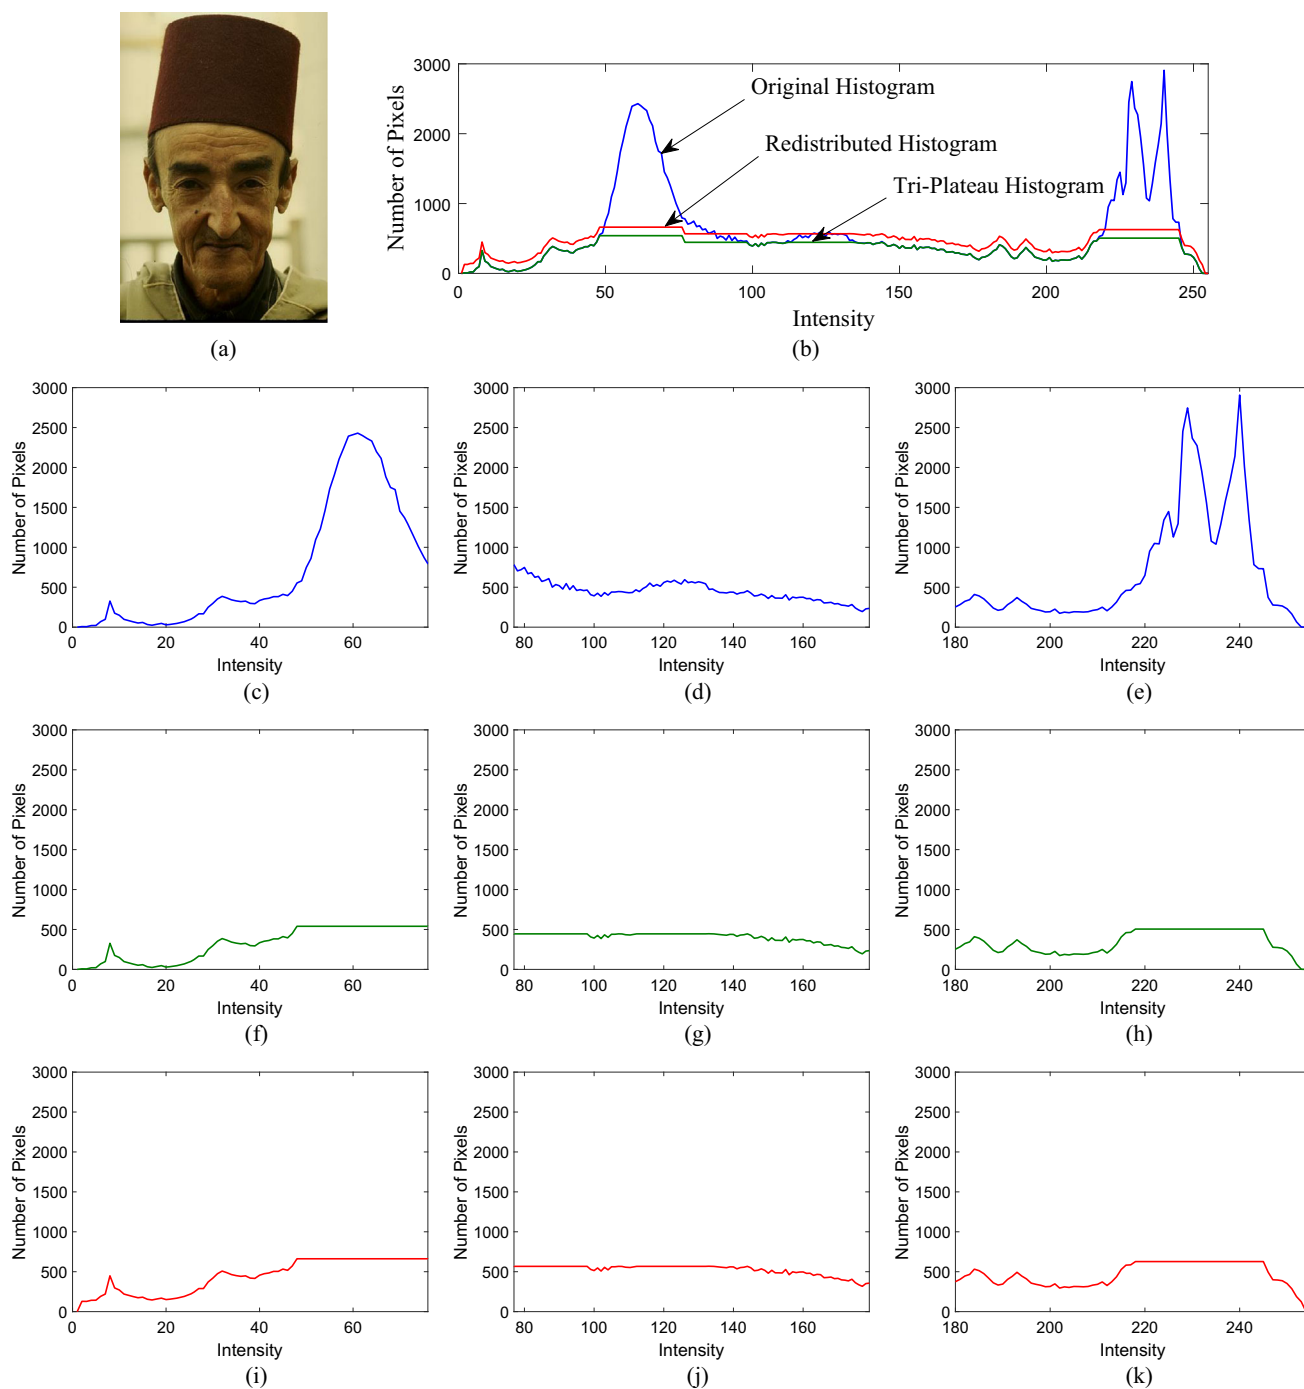 (a)
Number of Pixels
3000
2000
1000
0
0 50 100 150 200 250
Original Histogram
Redistributed Histogram
Tri-Plateau Histogram
Intensity
(b)
Number of Pixels
3000
2500
2000
1500
1000
500
0
0 20 40 60
Intensity
(c)
Number of Pixels
3000
2500
2000
1500
1000
500
0
80 100 120 140 160
Intensity
(d)
Number of Pixels
3000
2500
2000
1500
1000
500
0
180 200 220 240
Intensity
(e)
Number of Pixels
3000
2500
2000
1500
1000
500
0
0 20 40 60
Intensity
(f)
Number of Pixels
3000
2500
2000
1500
1000
500
0
80 100 120 140 160
Intensity
(g)
Number of Pixels
3000
2500
2000
1500
1000
500
0
180 200 220 240
Intensity
(h)
Number of Pixels
3000
2500
2000
1500
1000
500
0
0 20 40 60
Intensity
(i)
Number of Pixels
3000
2500
2000
1500
1000
500
0
80 100 120 140 160
Intensity
(j)
Number of Pixels
3000
2500
2000
1500
1000
500
0
180 200 220 240
Intensity
(k)